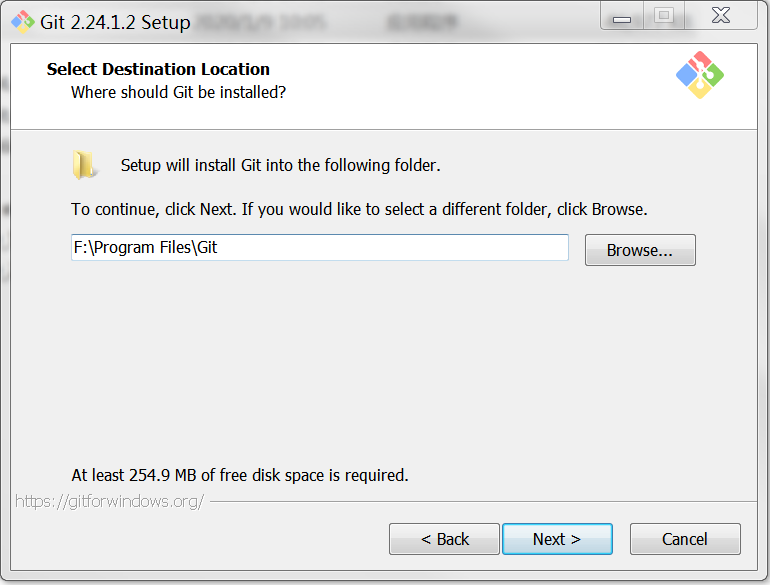 Git 2.24.1.2 Setup
Select Destination Location
Where should Git be installed?
Setup will install Git into the following folder.
To continue, click Next. If you would like to select a different folder, click Browse.
F:\Program Files\Git
Browse...
At least 254.9 MB of free disk space is required.
https://gitforwindows.org/
< Back
Next >
Cancel